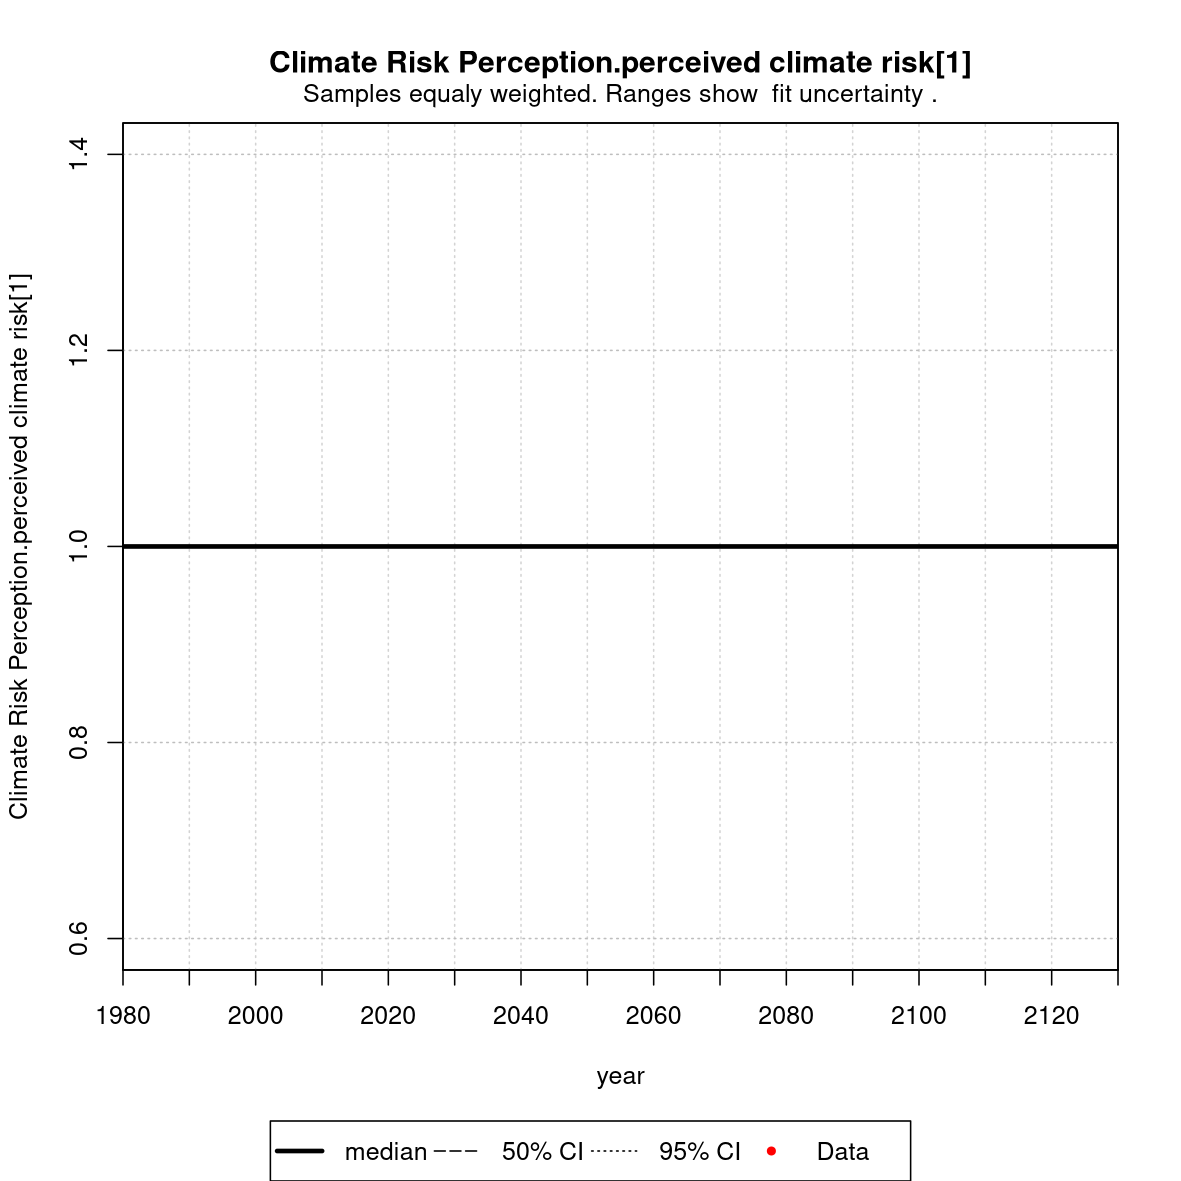 Climate Risk Perception.perceived climate risk[1]
Samples equaly weighted. Ranges show  fit uncertainty .
Climate Risk Perception.perceived climate risk[1]
1.4
1.2
1.0
0.8
0.6
1980 2000 2020 2040 2060 2080 2100 2120
year
median 50% CI 95% CI Data